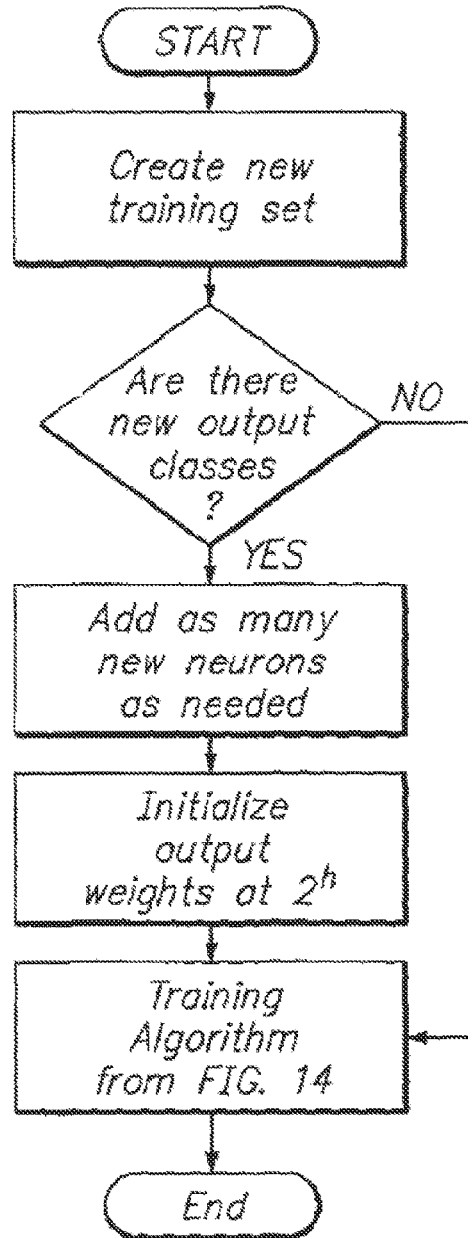 START
Create new
training set
Are there
new output
classes
?
NO
YES
Add as many
new neurons
as needed
Initialize
output
weights at 2^h
Training
Algorithm
from FIG. 14
End